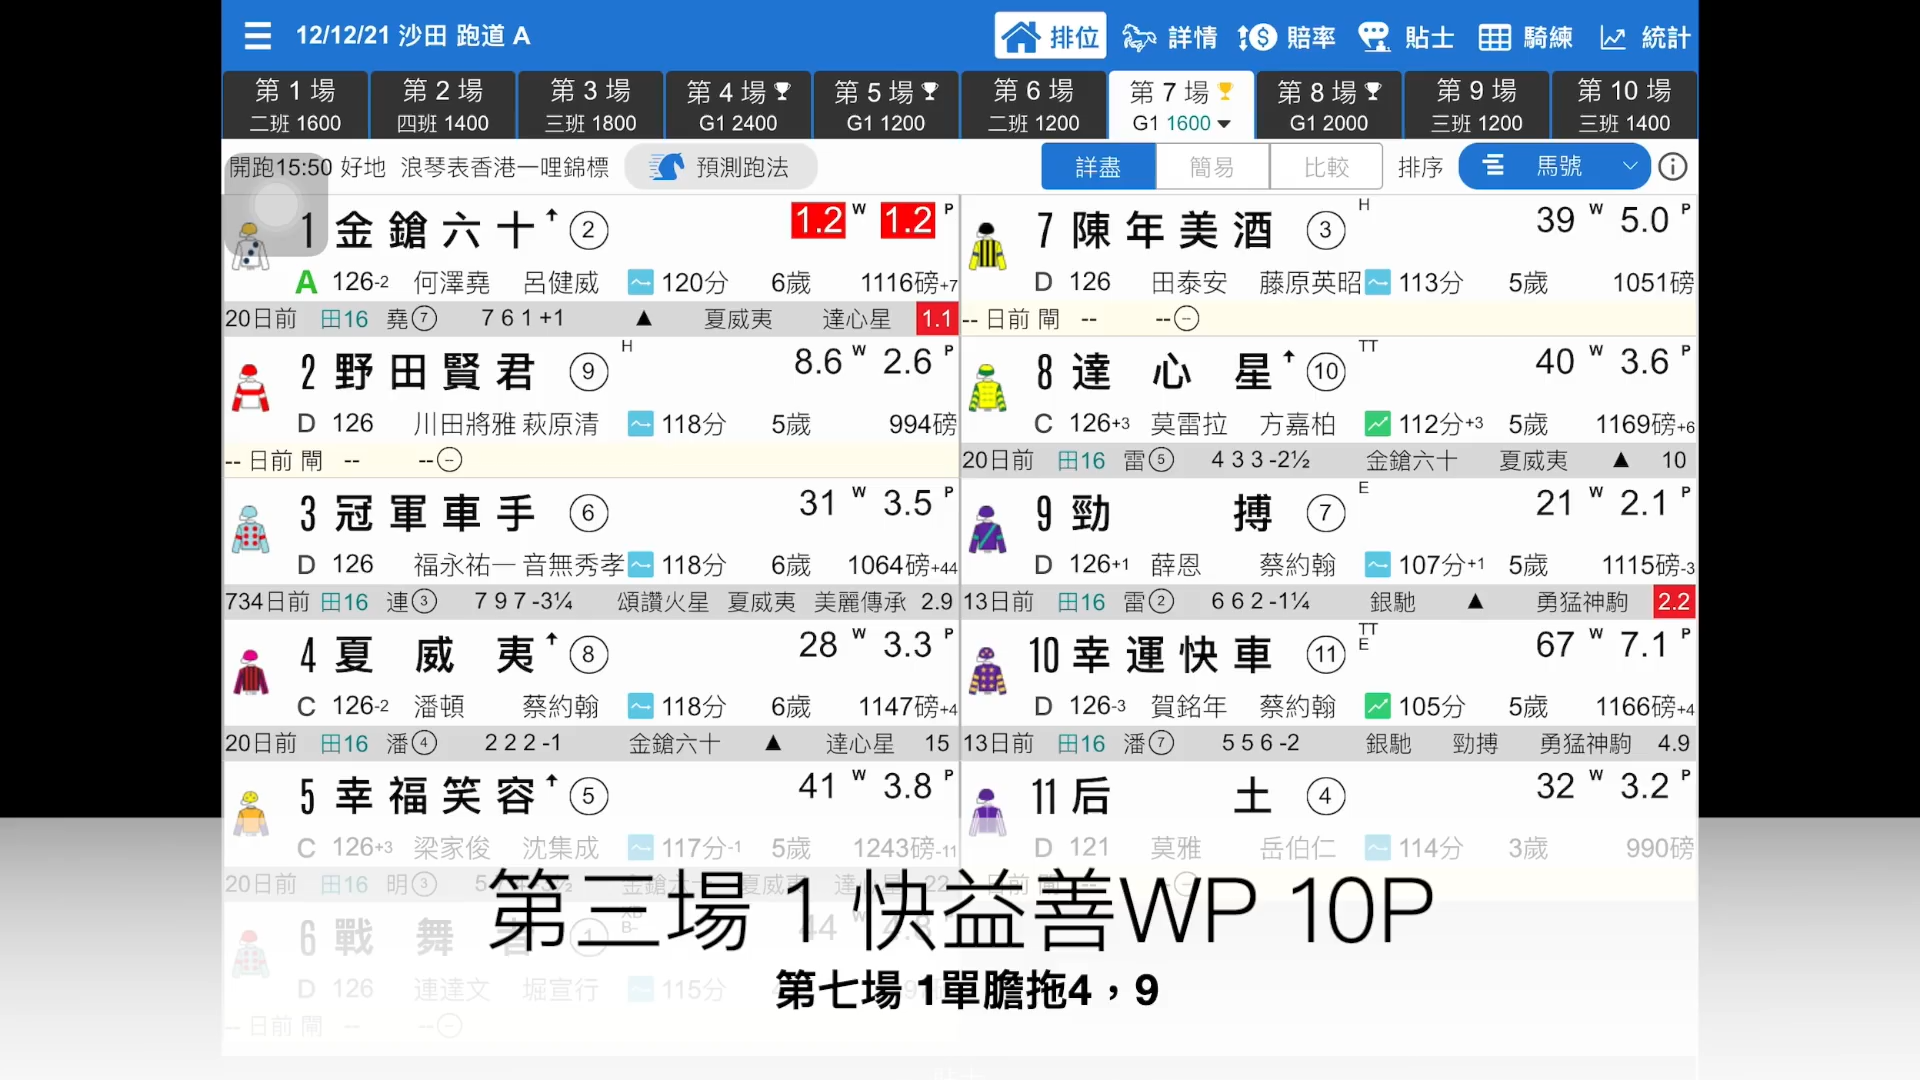 12/12/21 沙田 跑道 A
排位 詳情 賠率 貼士 騎練 統計
第 1 場 第 2 場 第 3 場 第 4 場 第 5 場 第 6 場 第 7 場 第 8 場 第 9 場 第 10 場
二班 1600 四班 1400 三班 1800 G1 2400 G1 1200 二班 1200 G1 1600 G1 2000 三班 1200 三班 1400
開跑15:50 好地 浪琴表香港一哩錦標 預測跑法 詳盡 簡易 比較 排序 馬號
1 金鎗六十 2 1.2 W 1.2 P
A 126-2 何澤堯 呂健威 120分 6歲 1116磅+7
20日前 田16 堯7 7 6 1 +1 ▲ 夏威夷 達心星 1.1
2 野田賢君 9 H 8.6 W 2.6 P
D 126 川田將雅 萩原清 118分 5歲 994磅
-- 日前 閘 -- --
3 冠軍車手 6 31 W 3.5 P
D 126 福永祐一 音無秀孝 118分 6歲 1064磅+44
734日前 田16 連3 7 9 7 -3¼ 頌讚火星 夏威夷 美麗傳承 2.9
4 夏威夷 8 28 W 3.3 P
C 126-2 潘頓 蔡約翰 118分 6歲 1147磅+4
20日前 田16 潘4 2 2 2 -1 金鎗六十 ▲ 達心星 15
5 幸福笑容 5 41 W 3.8 P
C 126+3 梁家俊 沈集成 117分-1 5歲 1243磅-11
20日前 田16 明3
6 戰舞者 1 44
D 126 連達文 堀宣行 115分
-- 日前 閘 -- --
7 陳年美酒 3 H 39 W 5.0 P
D 126 田泰安 藤原英昭 113分 5歲 1051磅
-- 日前 閘 -- --
8 達心星 10 TT 40 W 3.6 P
C 126+3 莫雷拉 方嘉柏 112分+3 5歲 1169磅+6
20日前 田16 雷5 4 3 3 -2½ 金鎗六十 夏威夷 ▲ 10
9 勁搏 7 E 21 W 2.1 P
D 126+1 薛恩 蔡約翰 107分+1 5歲 1115磅-3
13日前 田16 雷2 6 6 2 -1¼ 銀馳 ▲ 勇猛神駒 2.2
10 幸運快車 11 TT E 67 W 7.1 P
D 126-3 賀銘年 蔡約翰 105分 5歲 1166磅+4
13日前 田16 潘7 5 5 6 -2 銀馳 勁搏 勇猛神駒 4.9
11 后土 4 32 W 3.2 P
D 121 莫雅 岳伯仁 114分 3歲 990磅
第三場 1 快益善WP 10P
第七場 1單膽拖4，9